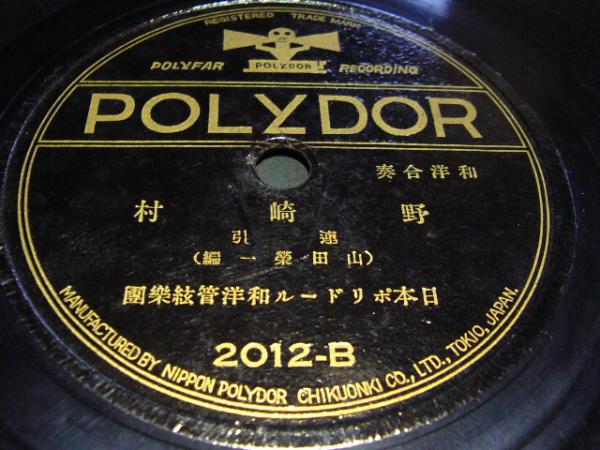 REGISTERED TRADE MARK
POLYFAR POLYDOR RECORDING
POLYDOR
和洋合奏
野崎村
連引
(山田榮一編)
日本ポリドール和洋管絃樂團
2012-B
MANUFACTURED BY NIPPON POLYDOR CHIKUONKI CO., LTD., TOKIO, JAPAN.